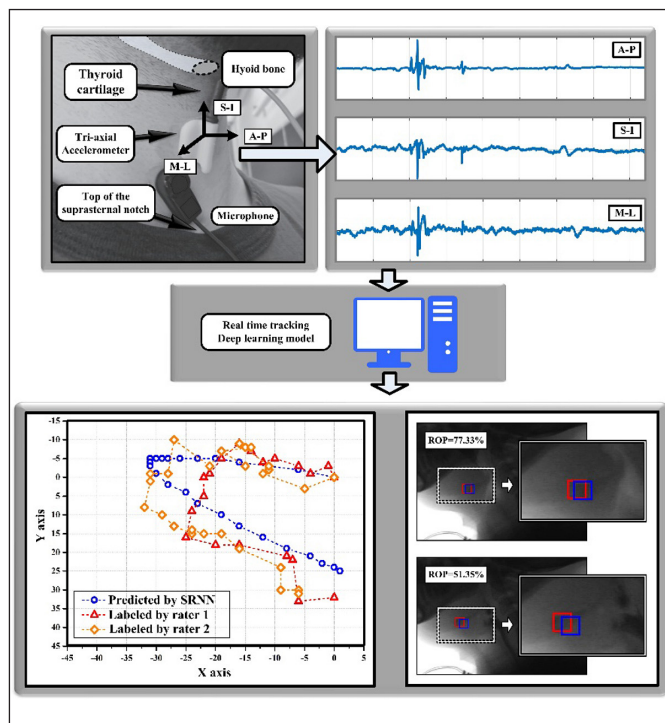 Thyroid
cartilage
Hyoid bone
S-I
Tri-axial
Accelerometer
A-P
M-L
Top of the
suprasternal notch
Microphone
A-P
S-I
M-L
Real time tracking
Deep learning model
-15
-10
-5
-0
5
10
15
20
25
30
35
40
45
Y axis
Predicted by SRNN
Labeled by rater 1
Labeled by rater 2
-45 -40 -35 -30 -25 -20 -15 -10 -5 0 5
X axis
ROP=77.33%
ROP=51.35%